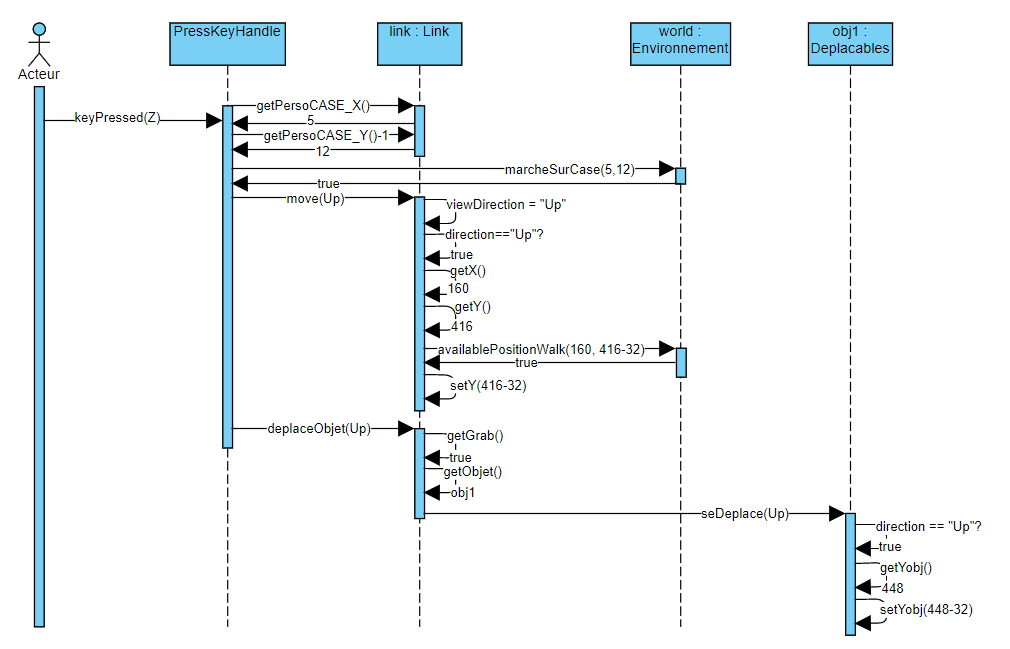 PressKeyHandle
link : Link
world :
Environnement
obj1 :
Deplacables
Acteur
keyPressed(Z)
getPersoCASE_X()
5
getPersoCASE_Y()-1
12
marcheSurCase(5,12)
true
move(Up)
viewDirection = "Up"
direction=="Up"?
true
getX()
160
getY()
416
availablePositionWalk(160, 416-32)
true
setY(416-32)
deplaceObjet(Up)
getGrab()
true
getObjet()
obj1
seDeplace(Up)
direction == "Up"?
true
getYobj()
448
setYobj(448-32)